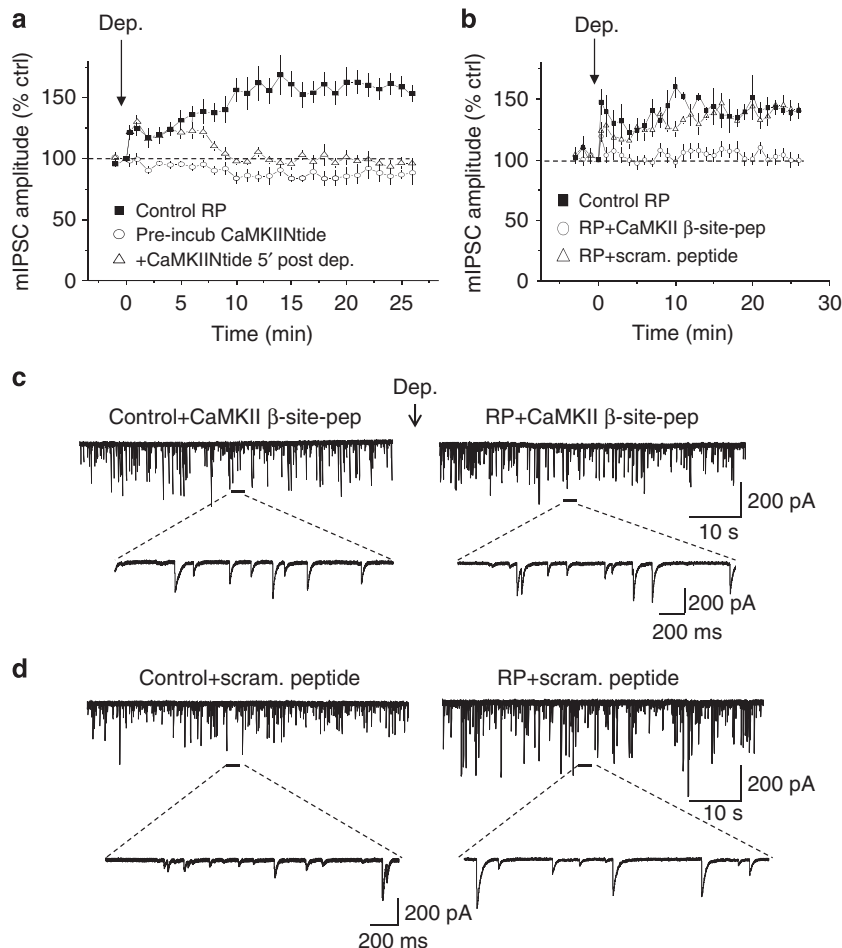 a
Dep.
mIPSC amplitude (% ctrl)
150
100
50
0
Control RP
Pre-incub CaMKIINtide
+CaMKIINtide 5′ post dep.
0 5 10 15 20 25
Time (min)
b
Dep.
mIPSC amplitude (% ctrl)
150
100
50
0
Control RP
RP+CaMKII β-site-pep
RP+scram. peptide
0 10 20 30
Time (min)
c
Dep.
Control+CaMKII β-site-pep
RP+CaMKII β-site-pep
200 pA
10 s
200 pA
200 ms
d
Control+scram. peptide
RP+scram. peptide
200 pA
10 s
200 pA
200 ms
200 pA
200 ms